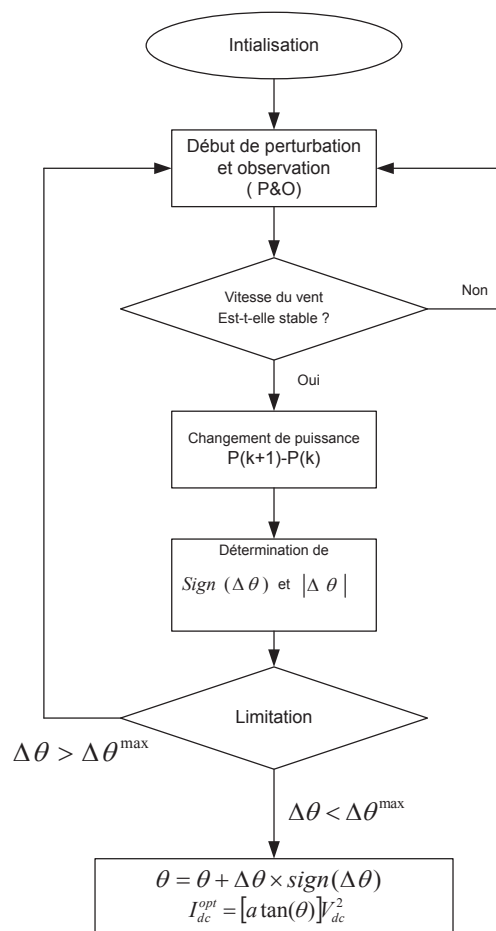 Intialisation
Début de perturbation
et observation
( P&O)
Vitesse du vent
Est-t-elle stable ?
Non
Oui
Changement de puissance
P(k+1)-P(k)
Détermination de
Sign (Δθ) et |Δθ|
Limitation
Δθ > Δθ^max
Δθ < Δθ^max
θ = θ + Δθ × sign(Δθ)
I_dc^opt = [a tan(θ)]V_dc^2